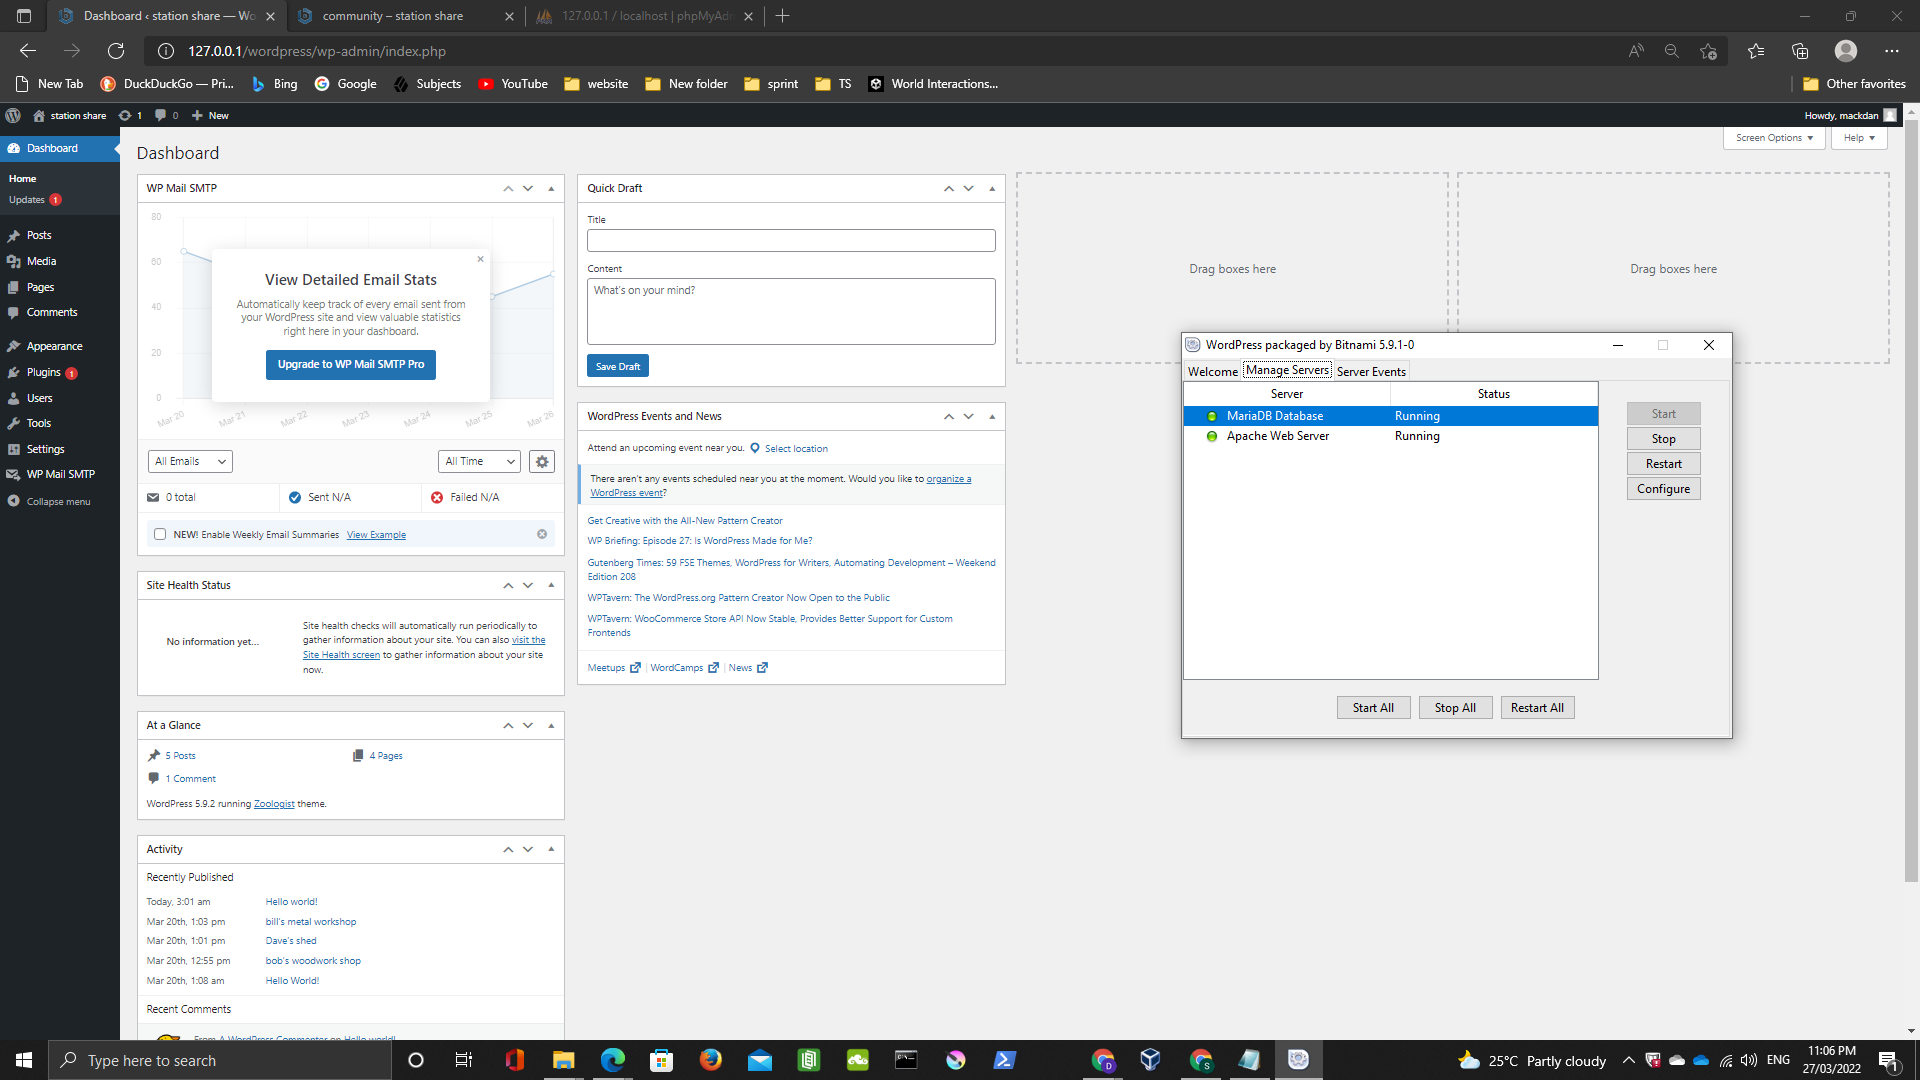 Dashboard ‹ station share — Wo
community – station share
127.0.0.1 / localhost | phpMyAdm
127.0.0.1/wordpress/wp-admin/index.php
New Tab
DuckDuckGo — Pri...
Bing
Google
Subjects
YouTube
website
New folder
sprint
TS
World Interactions...
Other favorites
station share
1
0
New
Howdy, mackdan
Dashboard
Home
Updates 1
Posts
Media
Pages
Comments
Appearance
Plugins 1
Users
Tools
Settings
WP Mail SMTP
Collapse menu
Dashboard
Screen Options
Help
WP Mail SMTP
80
60
40
20
0
View Detailed Email Stats
Automatically keep track of every email sent from
your WordPress site and view valuable statistics
right here in your dashboard.
Upgrade to WP Mail SMTP Pro
Mar 20
Mar 21
Mar 22
Mar 23
Mar 24
Mar 25
Mar 26
All Emails
All Time
0 total
Sent N/A
Failed N/A
NEW! Enable Weekly Email Summaries View Example
Site Health Status
No information yet...
Site health checks will automatically run periodically to
gather information about your site. You can also visit the
Site Health screen to gather information about your site
now.
At a Glance
5 Posts
4 Pages
1 Comment
WordPress 5.9.2 running Zoologist theme.
Activity
Recently Published
Today, 3:01 am Hello world!
Mar 20th, 1:03 pm bill's metal workshop
Mar 20th, 1:01 pm Dave's shed
Mar 20th, 12:55 pm bob's woodwork shop
Mar 20th, 1:08 am Hello World!
Recent Comments
From A WordPress Commenter on Hello world!
Quick Draft
Title
Content
What's on your mind?
Save Draft
WordPress Events and News
Attend an upcoming event near you. Select location
There aren't any events scheduled near you at the moment. Would you like to organize a
WordPress event?
Get Creative with the All-New Pattern Creator
WP Briefing: Episode 27: Is WordPress Made for Me?
Gutenberg Times: 59 FSE Themes, WordPress for Writers, Automating Development – Weekend
Edition 208
WPTavern: The WordPress.org Pattern Creator Now Open to the Public
WPTavern: WooCommerce Store API Now Stable, Provides Better Support for Custom
Frontends
Meetups | WordCamps | News
Drag boxes here
Drag boxes here
WordPress packaged by Bitnami 5.9.1-0
Welcome
Manage Servers
Server Events
Server
Status
MariaDB Database Running
Apache Web Server Running
Start
Stop
Restart
Configure
Start All
Stop All
Restart All
Type here to search
25°C Partly cloudy
ENG
11:06 PM
27/03/2022
1